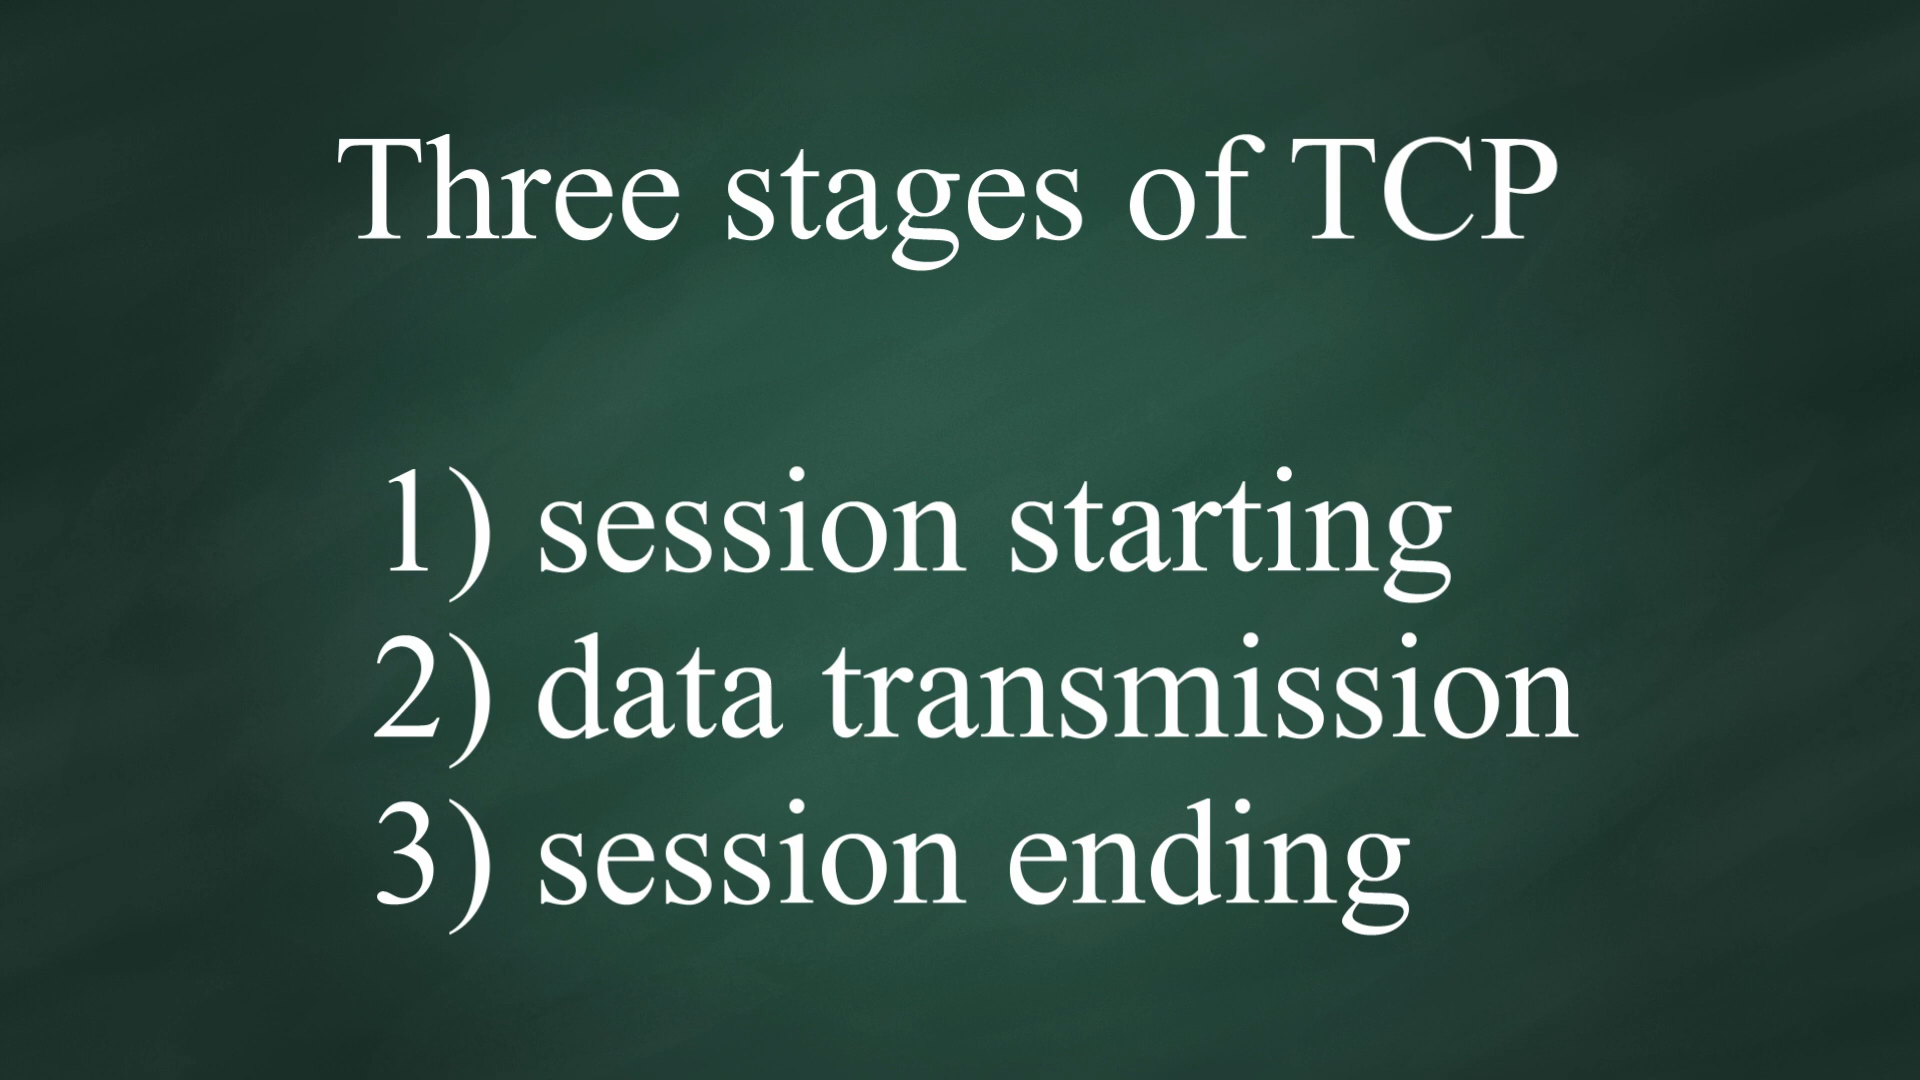 Three stages of TCP
1) session starting
2) data transmission
3) session ending